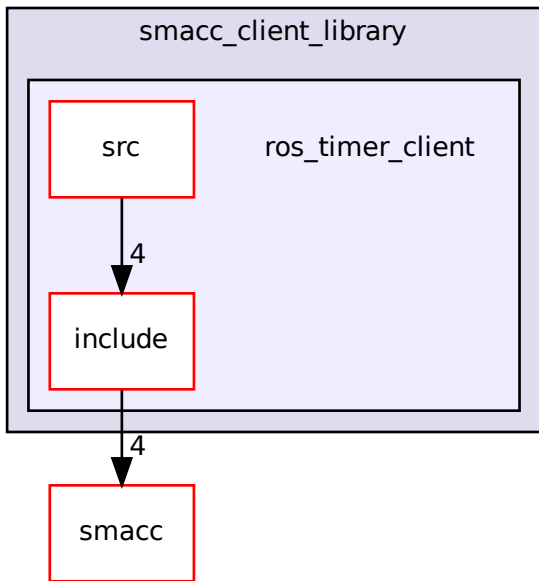 smacc_client_library
src
ros_timer_client
4
include
4
smacc